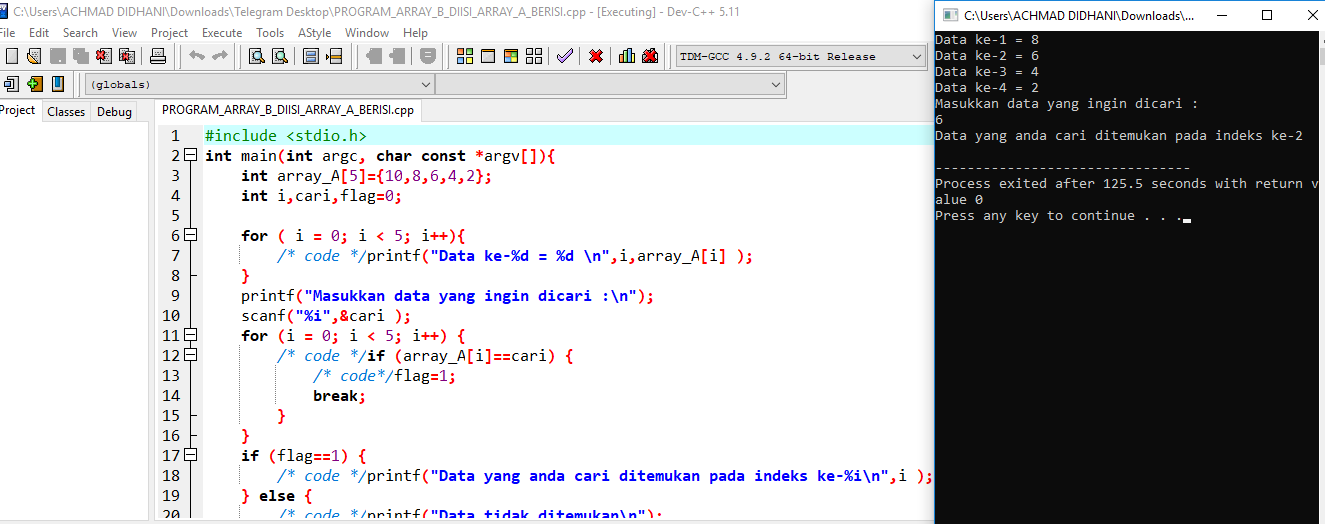 C:\Users\ACHMAD DIDHANI\Downloads\Telegram Desktop\PROGRAM_ARRAY_B_DIISI_ARRAY_A_BERISI.cpp - [Executing] - Dev-C++ 5.11
File Edit Search View Project Execute Tools AStyle Window Help
TDM-GCC 4.9.2 64-bit Release
(globals)
Project Classes Debug
PROGRAM_ARRAY_B_DIISI_ARRAY_A_BERISI.cpp
1 #include <stdio.h>
2 int main(int argc, char const *argv[]){
3 int array_A[5]={10,8,6,4,2};
4 int i,cari,flag=0;
5
6 for ( i = 0; i < 5; i++){
7 /* code */printf("Data ke-%d = %d \n",i,array_A[i] );
8 }
9 printf("Masukkan data yang ingin dicari :\n");
10 scanf("%i",&cari );
11 for (i = 0; i < 5; i++) {
12 /* code */if (array_A[i]==cari) {
13 /* code*/flag=1;
14 break;
15 }
16 }
17 if (flag==1) {
18 /* code */printf("Data yang anda cari ditemukan pada indeks ke-%i\n",i );
19 } else {
20 /* code */printf("Data tidak ditemukan\n");
C:\Users\ACHMAD DIDHANI\Downloads\...
Data ke-1 = 8
Data ke-2 = 6
Data ke-3 = 4
Data ke-4 = 2
Masukkan data yang ingin dicari :
6
Data yang anda cari ditemukan pada indeks ke-2
--------------------------------
Process exited after 125.5 seconds with return v
alue 0
Press any key to continue . . .